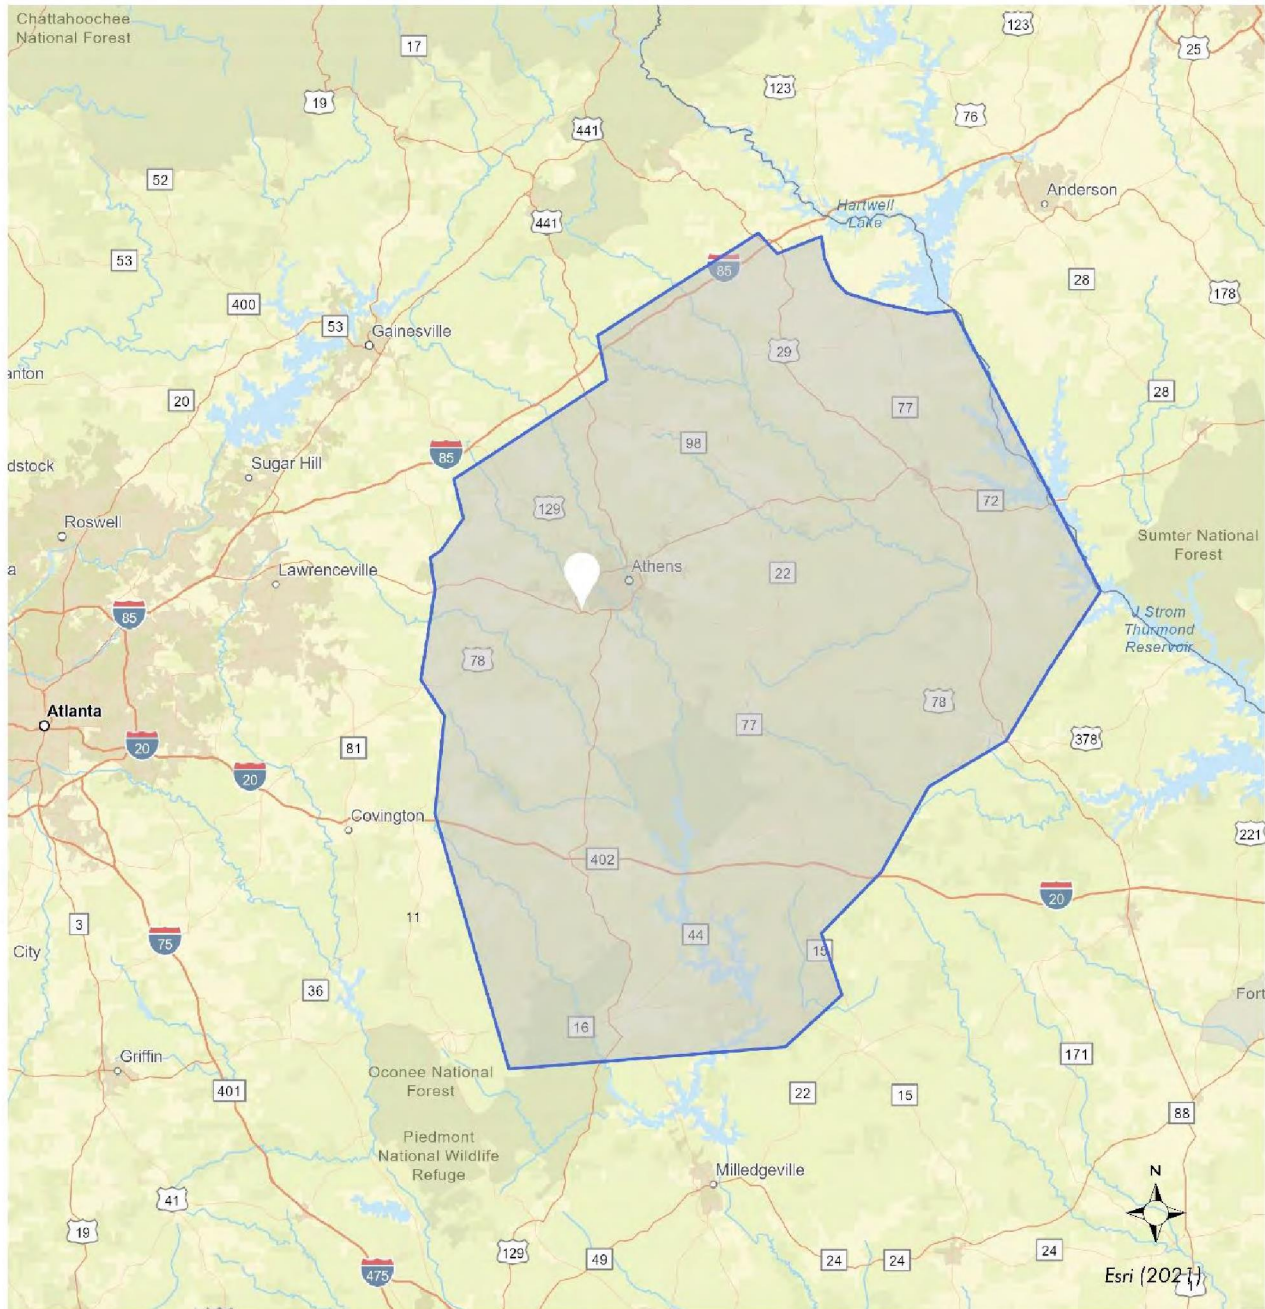 Chattahoochee
National Forest
17
123
25
19
123
76
441
52
Anderson
441
Hartwell
Lake
53
85
28
178
400
53
Gainesville
29
anton
20
28
77
98
85
dstock
Sugar Hill
72
129
Roswell
Sumter National
Forest
a
Lawrenceville
Athens
22
85
J Strom
Thurmond
Reservoir
78
78
Atlanta
77
20
81
378
20
Covington
221
402
20
11
3
75
44
15
City
36
Fort
16
Griffin
Oconee National
Forest
171
401
22
15
88
Piedmont
National Wildlife
Refuge
Milledgeville
N
41
19
129
49
24
24
24
475
Esri (2021)
1